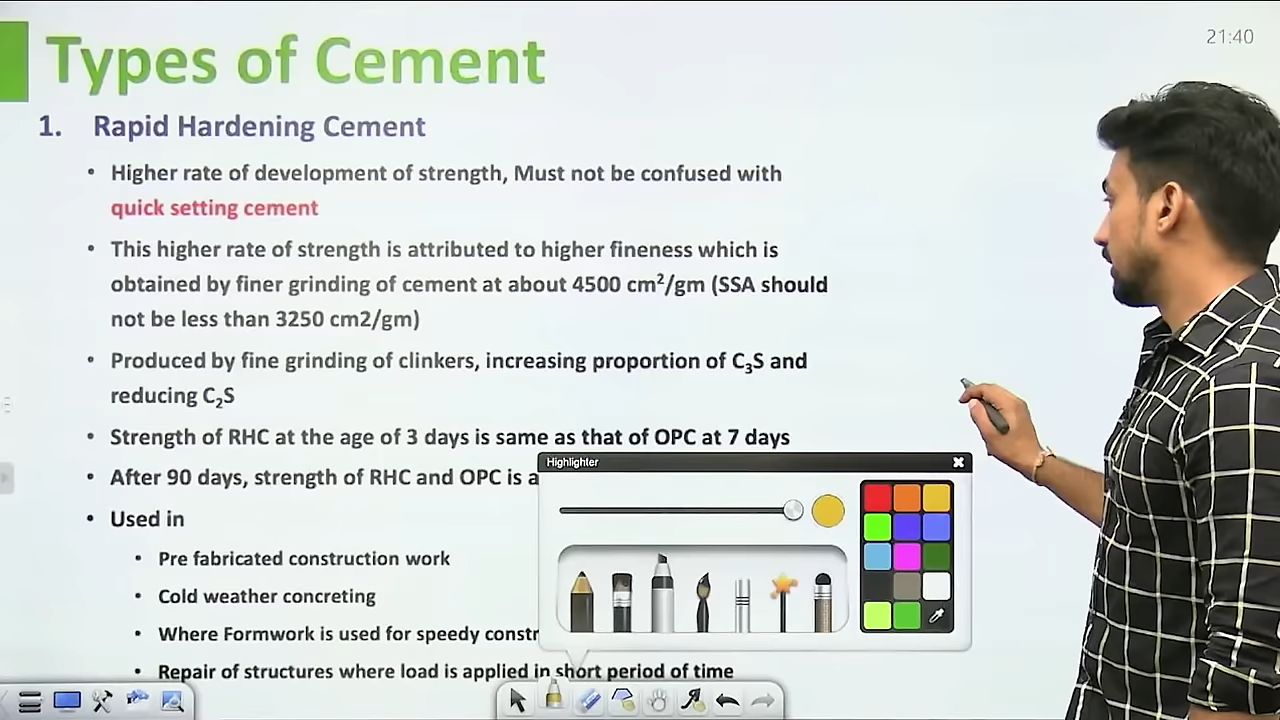 Types of Cement
21:40
1. Rapid Hardening Cement
• Higher rate of development of strength, Must not be confused with
quick setting cement
• This higher rate of strength is attributed to higher fineness which is
obtained by finer grinding of cement at about 4500 cm²/gm (SSA should
not be less than 3250 cm2/gm)
• Produced by fine grinding of clinkers, increasing proportion of C₃S and
reducing C₂S
• Strength of RHC at the age of 3 days is same as that of OPC at 7 days
• After 90 days, strength of RHC and OPC is
• Used in
• Pre fabricated construction work
• Cold weather concreting
• Where Formwork is used for speedy
• Repair of structures where load is applied in short period of time
Highlighter